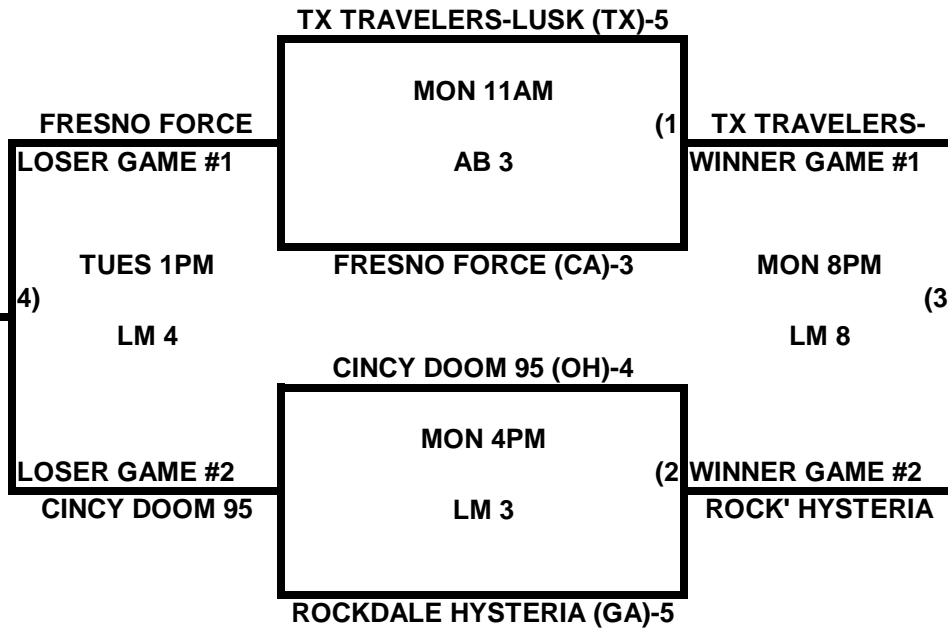 TX TRAVELERS-LUSK (TX)-5
MON 11AM
FRESNO FORCE
(1
TX TRAVELERS-
LOSER GAME #1
AB 3
WINNER GAME #1
TUES 1PM
FRESNO FORCE (CA)-3
MON 8PM
4)
(3
LM 4
LM 8
CINCY DOOM 95 (OH)-4
MON 4PM
LOSER GAME #2
(2
WINNER GAME #2
CINCY DOOM 95
LM 3
ROCK' HYSTERIA
ROCKDALE HYSTERIA (GA)-5